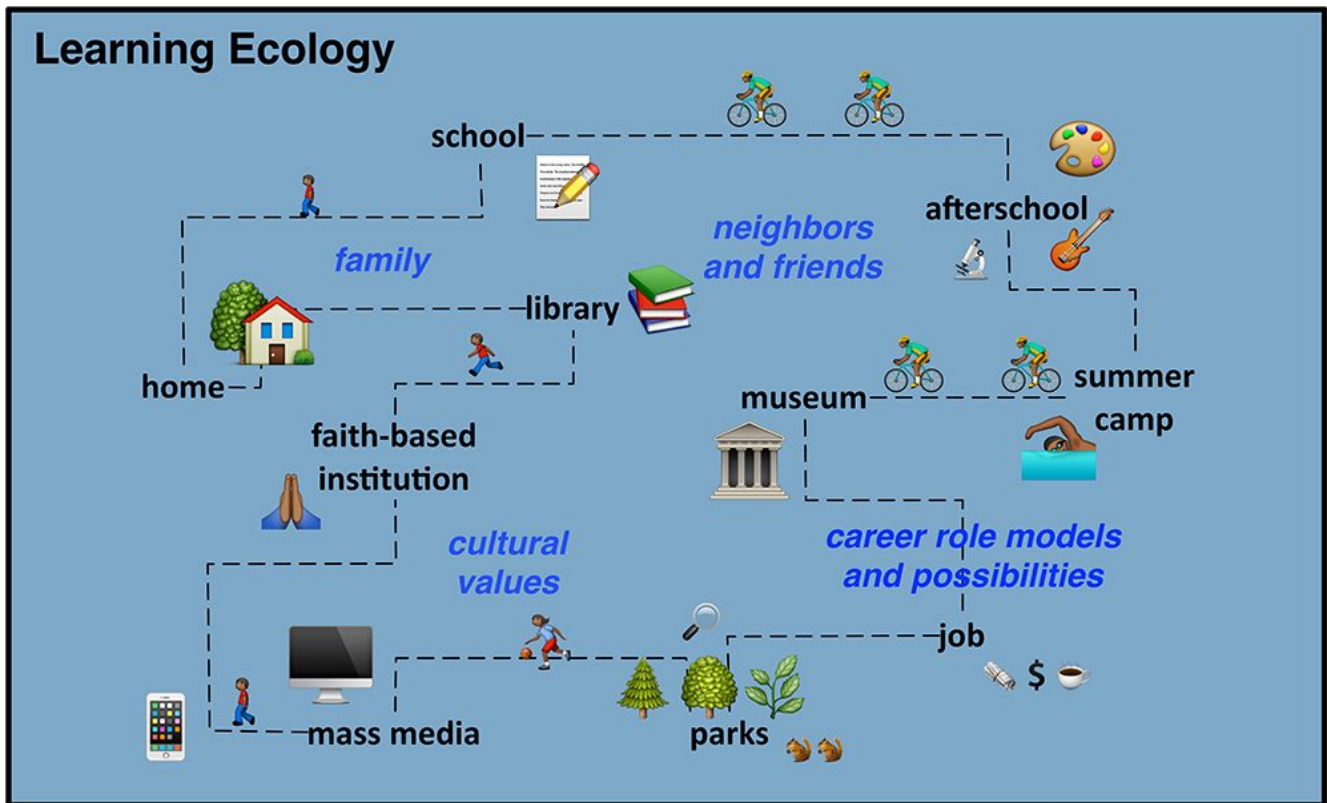 Learning Ecology
school
afterschool
neighbors
and friends
family
library
home
summer
camp
museum
faith-based
institution
cultural
values
career role models
and possibilities
job
$
mass media
parks